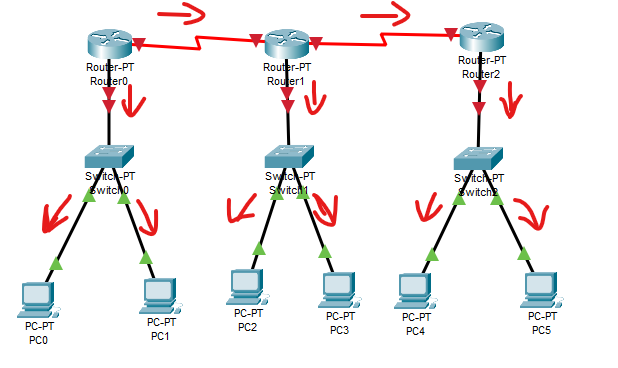 Router-PT
Router0
Router-PT
Router1
Router-PT
Router2
Switch-PT
Switch0
Switch-PT
Switch1
Switch-PT
Switch2
PC-PT
PC0
PC-PT
PC1
PC-PT
PC2
PC-PT
PC3
PC-PT
PC4
PC-PT
PC5